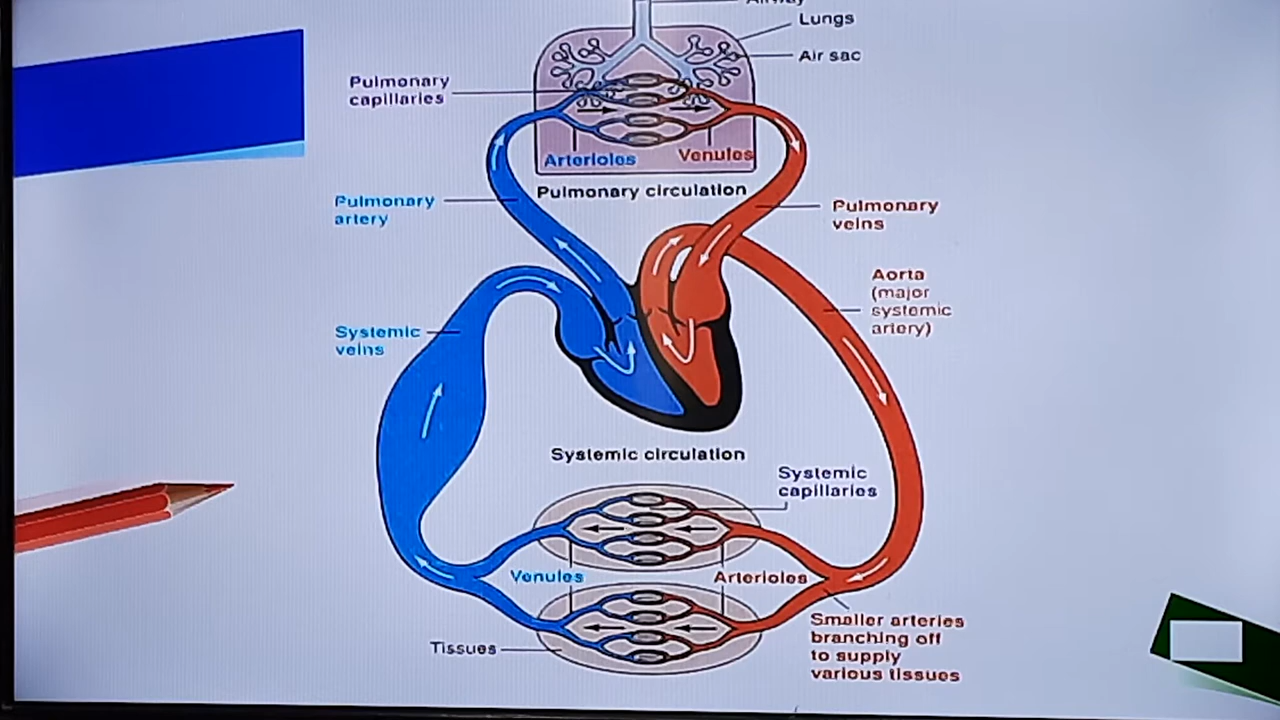 Airway
Lungs
Air sac
Pulmonary
capillaries
Arterioles
Venules
Pulmonary circulation
Pulmonary
artery
Pulmonary
veins
Aorta
(major
systemic
artery)
Systemic
veins
Systemic circulation
Systemic
capillaries
Venules
Arterioles
Tissues
Smaller arteries
branching off
to supply
various tissues